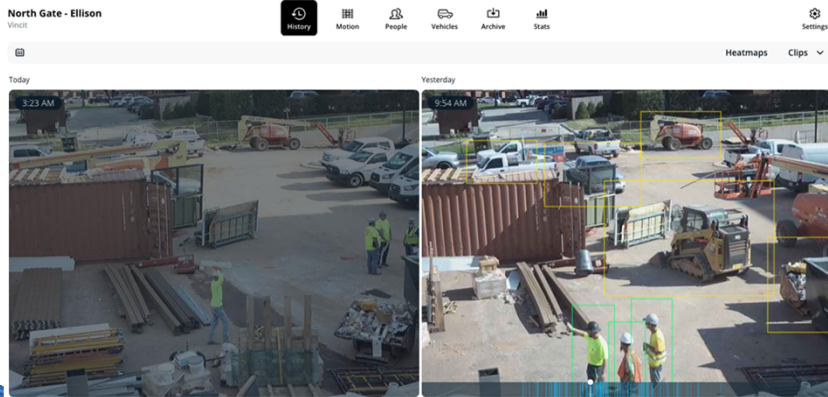 North Gate - Ellison
Vincit
History
Motion
People
Vehicles
Archive
Stats
Settings
Heatmaps
Clips
Today
Yesterday
3:23 AM
9:54 AM